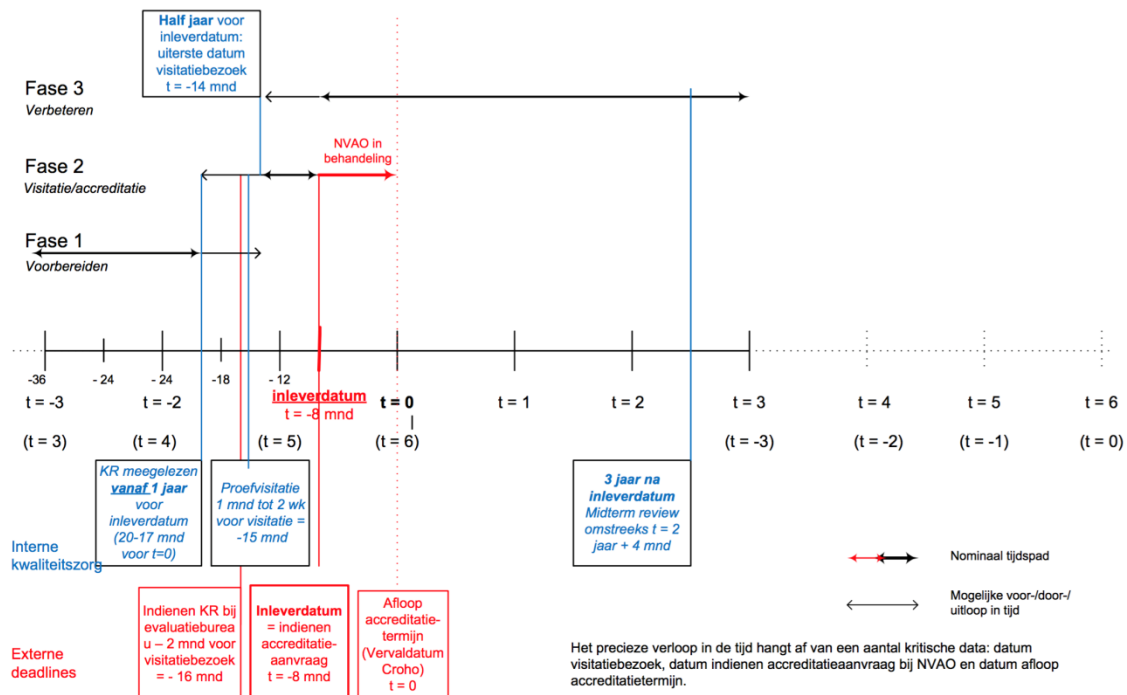 Half jaar voor
inleverdatum:
uiterste datum
visitatiebezoek
t = -14 mnd
Fase 3
Verbeteren
NVAO in
behandeling
Fase 2
Visitatie/accreditatie
Fase 1
Voorbereiden
-36
- 24
- 24
-18
- 12
t = -3
t = -2
inleverdatum
t = -8 mnd
t = 0
t = 1
t = 2
t = 3
t = 4
t = 5
t = 6
(t = 3)
(t = 4)
(t = 5)
(t = 6)
(t = -3)
(t = -2)
(t = -1)
(t = 0)
KR meegelezen
vanaf 1 jaar
voor
inleverdatum
(20-17 mnd
voor t=0)
Proefvisitatie
1 mnd tot 2 wk
voor visitatie =
-15 mnd
3 jaar na
inleverdatum
Midterm review
omstreeks t = 2
jaar + 4 mnd
Interne
kwaliteitszorg
Nominaal tijdspad
Mogelijke voor-/door-/
uitloop in tijd
Indienen KR bij
evaluatieburea
u – 2 mnd voor
visitatiebezoek
= - 16 mnd
Inleverdatum
= indienen
accreditatie-
aanvraag
t = -8 mnd
Afloop
accreditatie-
termijn
(Vervaldatum
Croho)
t = 0
Externe
deadlines
Het precieze verloop in de tijd hangt af van een aantal kritische data: datum
visitatiebezoek, datum indienen accreditatieaanvraag bij NVAO en datum afloop
accreditatietermijn.